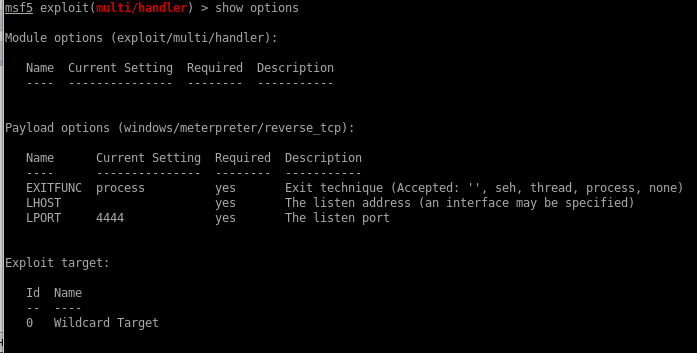 msf5 exploit(multi/handler) > show options
Module options (exploit/multi/handler):
Name  Current Setting  Required  Description
----  ---------------  --------  -----------
Payload options (windows/meterpreter/reverse_tcp):
Name      Current Setting  Required  Description
----      ---------------  --------  -----------
EXITFUNC  process          yes       Exit technique (Accepted: '', seh, thread, process, none)
LHOST                      yes       The listen address (an interface may be specified)
LPORT     4444             yes       The listen port
Exploit target:
Id  Name
--  ----
0   Wildcard Target